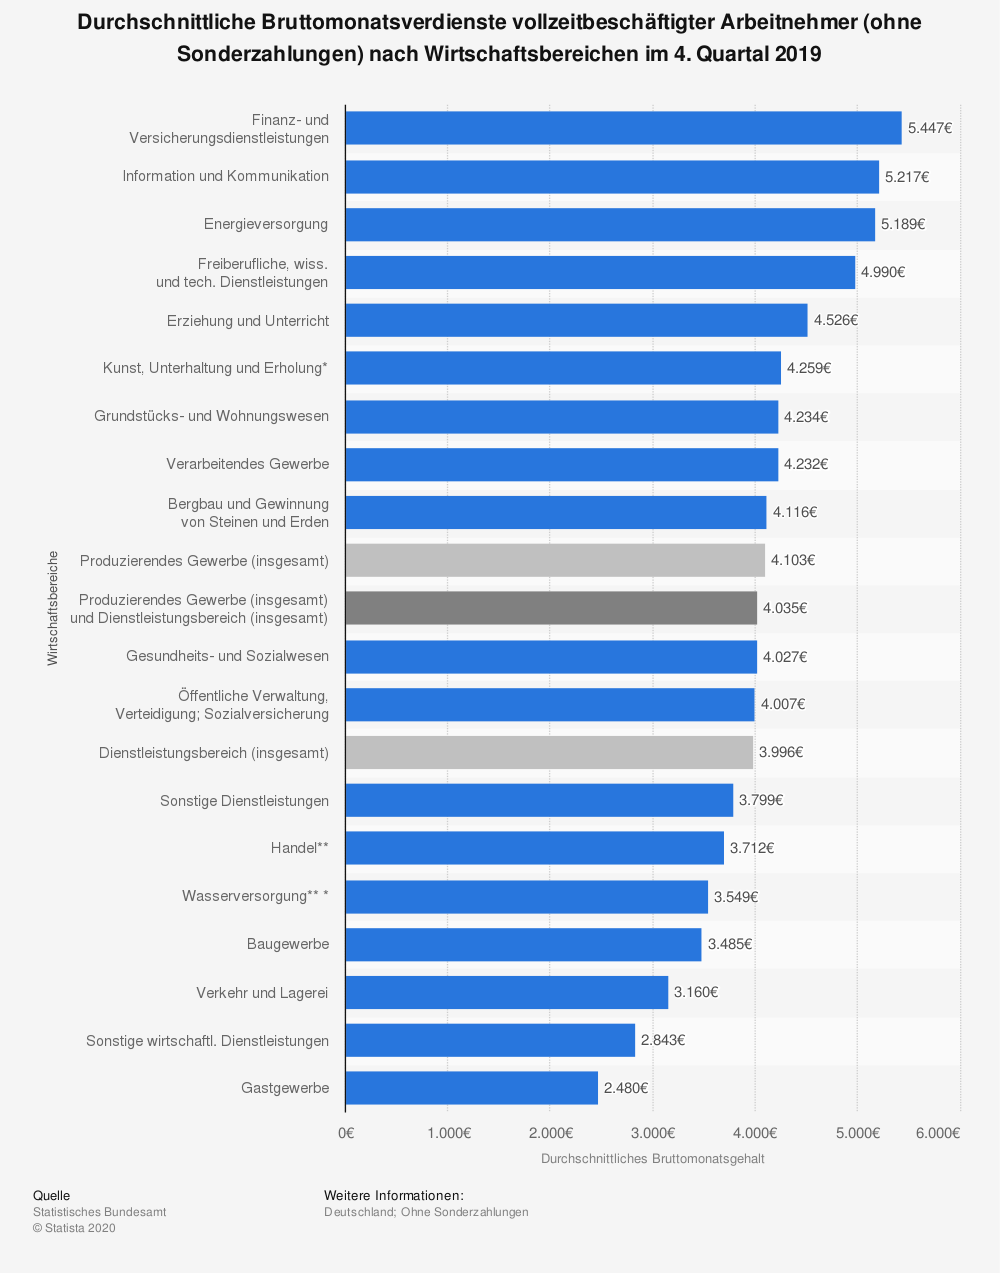 Durchschnittliche Bruttomonatsverdienste vollzeitbeschäftigter Arbeitnehmer (ohne
Sonderzahlungen) nach Wirtschaftsbereichen im 4. Quartal 2019
Wirtschaftsbereiche
Finanz- und
Versicherungsdienstleistungen
5.447€
Information und Kommunikation
5.217€
Energieversorgung
5.189€
Freiberufliche, wiss.
und tech. Dienstleistungen
4.990€
Erziehung und Unterricht
4.526€
Kunst, Unterhaltung und Erholung*
4.259€
Grundstücks- und Wohnungswesen
4.234€
Verarbeitendes Gewerbe
4.232€
Bergbau und Gewinnung
von Steinen und Erden
4.116€
Produzierendes Gewerbe (insgesamt)
4.103€
Produzierendes Gewerbe (insgesamt)
und Dienstleistungsbereich (insgesamt)
4.035€
Gesundheits- und Sozialwesen
4.027€
Öffentliche Verwaltung,
Verteidigung; Sozialversicherung
4.007€
Dienstleistungsbereich (insgesamt)
3.996€
Sonstige Dienstleistungen
3.799€
Handel**
3.712€
Wasserversorgung** *
3.549€
Baugewerbe
3.485€
Verkehr und Lagerei
3.160€
Sonstige wirtschaftl. Dienstleistungen
2.843€
Gastgewerbe
2.480€
0€ 1.000€ 2.000€ 3.000€ 4.000€ 5.000€ 6.000€
Durchschnittliches Bruttomonatsgehalt
Quelle
Statistisches Bundesamt
© Statista 2020
Weitere Informationen:
Deutschland; Ohne Sonderzahlungen